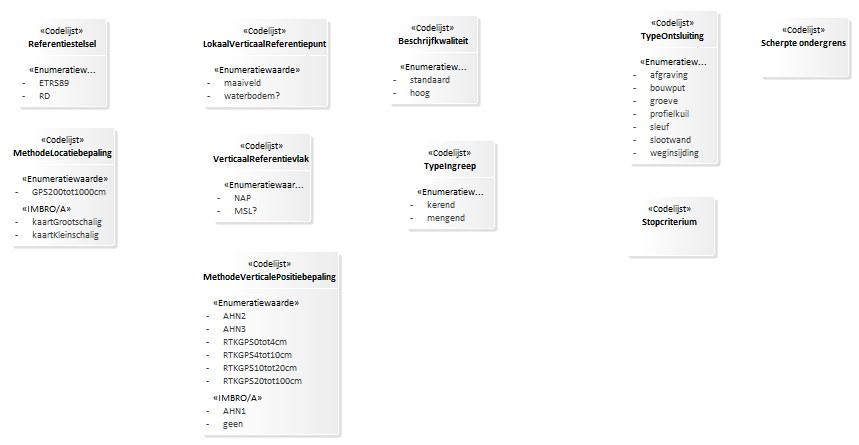 «Codelijst»
Referentiestelsel
«Enumeratiew...
- ETRS89
- RD
«Codelijst»
LokaalVerticaalReferentiepunt
«Enumeratiewaarde»
- maaiveld
- waterbodem?
«Codelijst»
Beschrijfkwaliteit
«Enumeratiew...
- standaard
- hoog
«Codelijst»
TypeOntsluiting
«Enumeratiew...
- afgraving
- bouwput
- groeve
- profielkuil
- sleuf
- slootwand
- weginsijding
«Codelijst»
Scherpte ondergrens
«Codelijst»
MethodeLocatiebepaling
«Enumeratiewaarde»
- GPS200tot1000cm
«IMBRO/A»
- kaartGrootschalig
- kaartKleinschalig
«Codelijst»
VerticaalReferentievlak
«Enumeratiewaar...
- NAP
- MSL?
«Codelijst»
TypeIngreep
«Enumeratiew...
- kerend
- mengend
«Codelijst»
Stopcriterium
«Codelijst»
MethodeVerticalePositiebepaling
«Enumeratiewaarde»
- AHN2
- AHN3
- RTKGPS0tot4cm
- RTKGPS4tot10cm
- RTKGPS10tot20cm
- RTKGPS20tot100cm
«IMBRO/A»
- AHN1
- geen